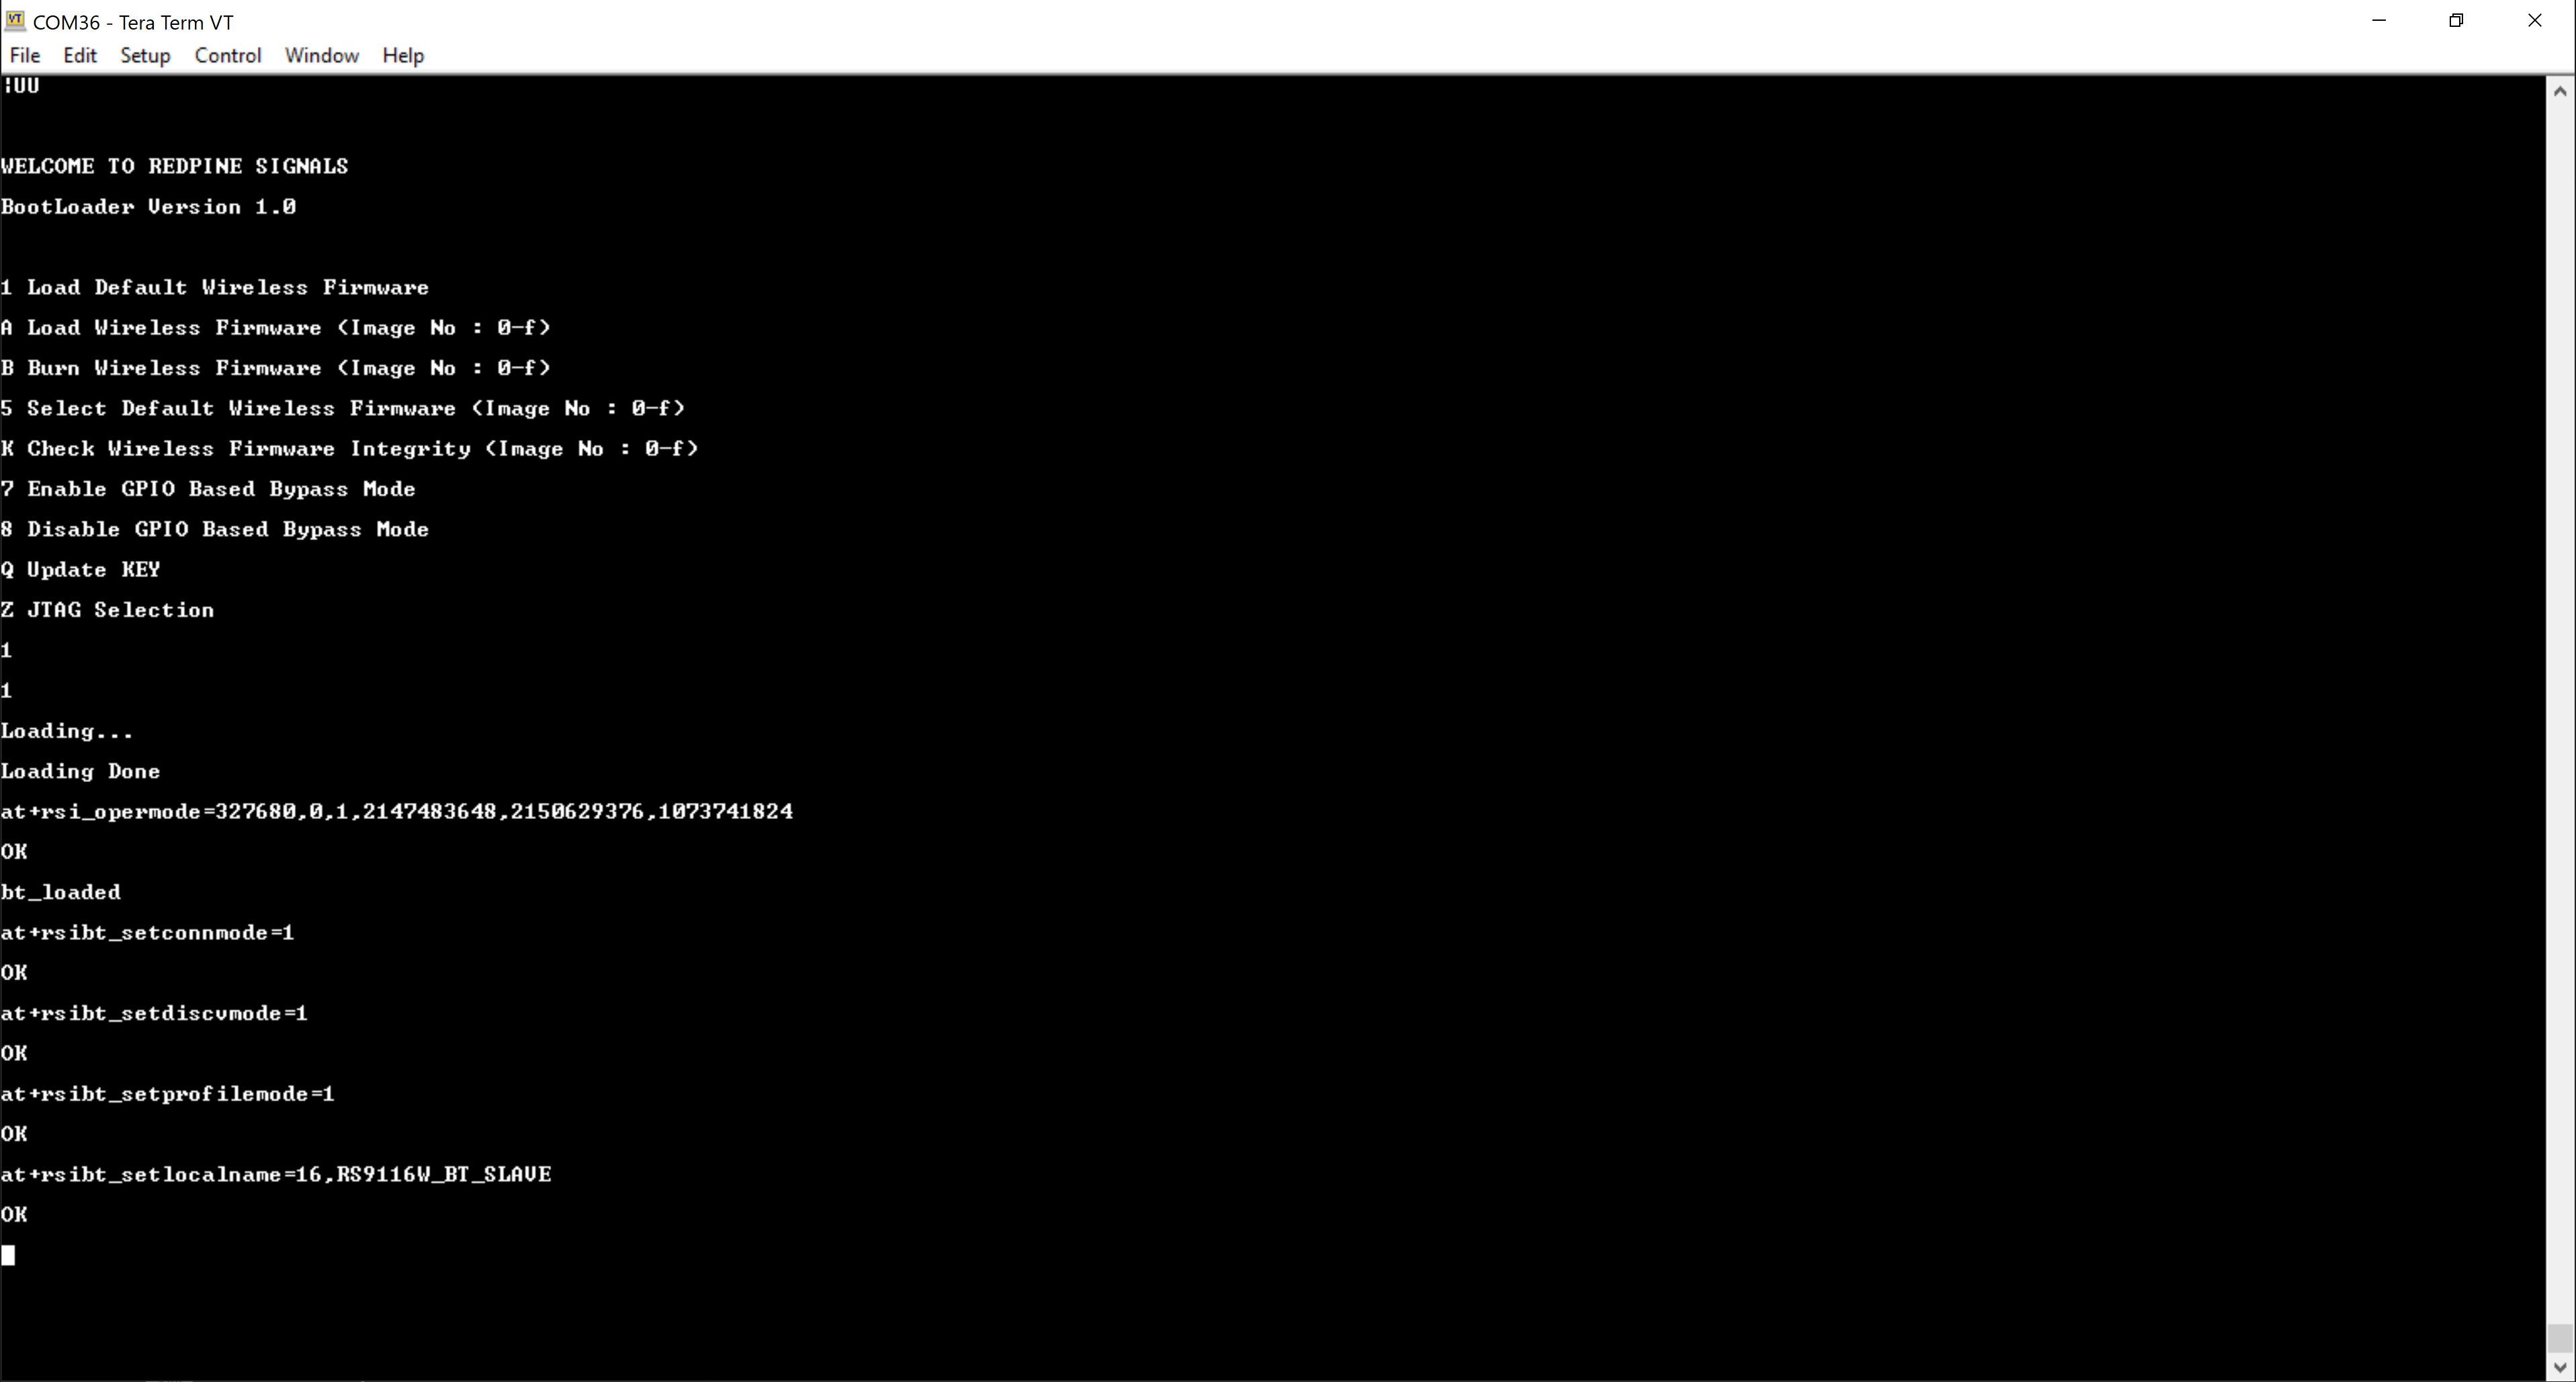 COM36 - Tera Term VT
File Edit Setup Control Window Help
¦UU
WELCOME TO REDPINE SIGNALS
BootLoader Version 1.0
1 Load Default Wireless Firmware
A Load Wireless Firmware (Image No : 0-f)
B Burn Wireless Firmware (Image No : 0-f)
5 Select Default Wireless Firmware (Image No : 0-f)
K Check Wireless Firmware Integrity (Image No : 0-f)
7 Enable GPIO Based Bypass Mode
8 Disable GPIO Based Bypass Mode
Q Update KEY
Z JTAG Selection
1
1
Loading...
Loading Done
at+rsi_opermode=327680,0,1,2147483648,2150629376,1073741824
OK
bt_loaded
at+rsibt_setconnmode=1
OK
at+rsibt_setdiscvmode=1
OK
at+rsibt_setprofilemode=1
OK
at+rsibt_setlocalname=16,RS9116W_BT_SLAVE
OK